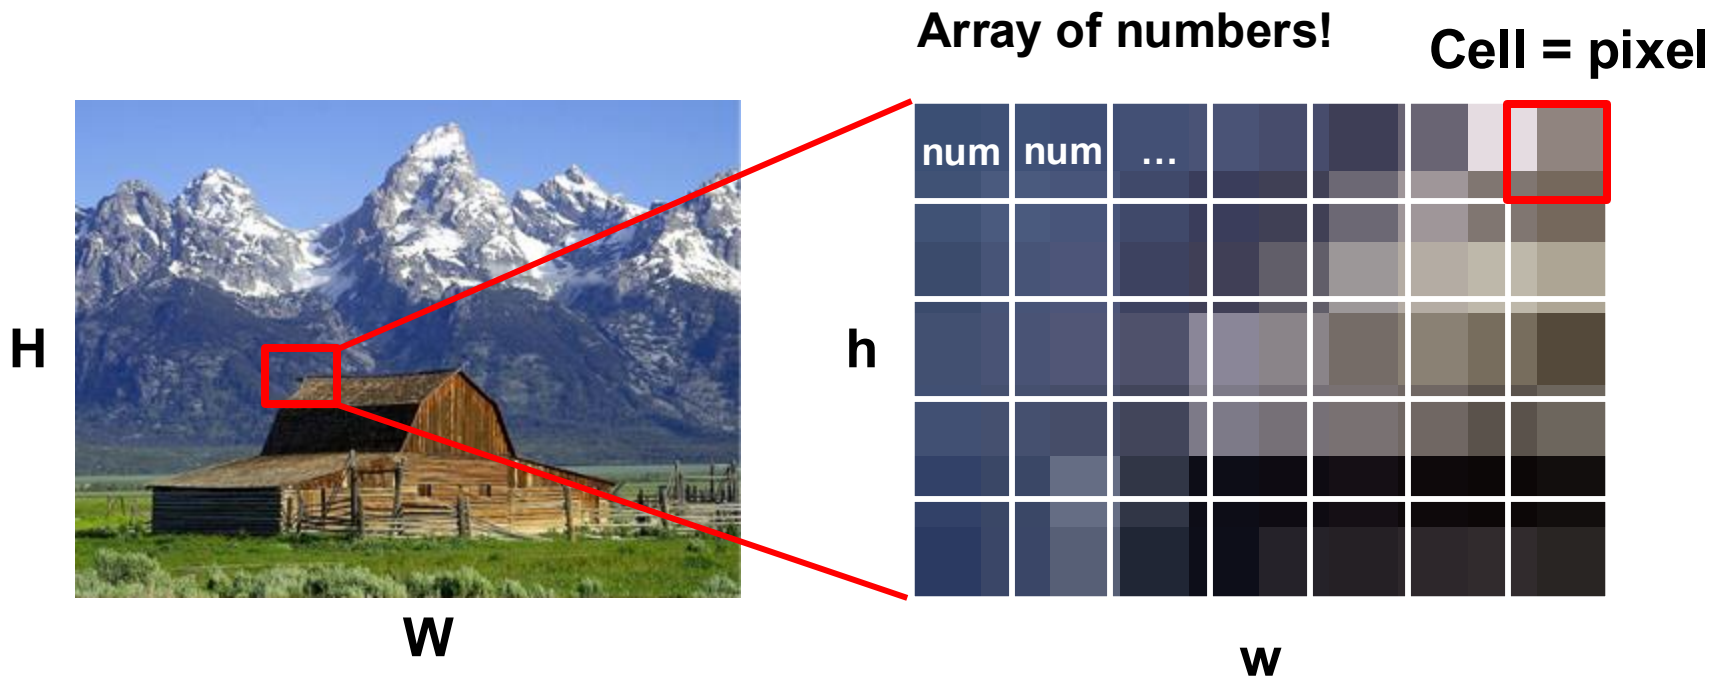 Array of numbers!
Cell = pixel
num num ...
H
h
W
w